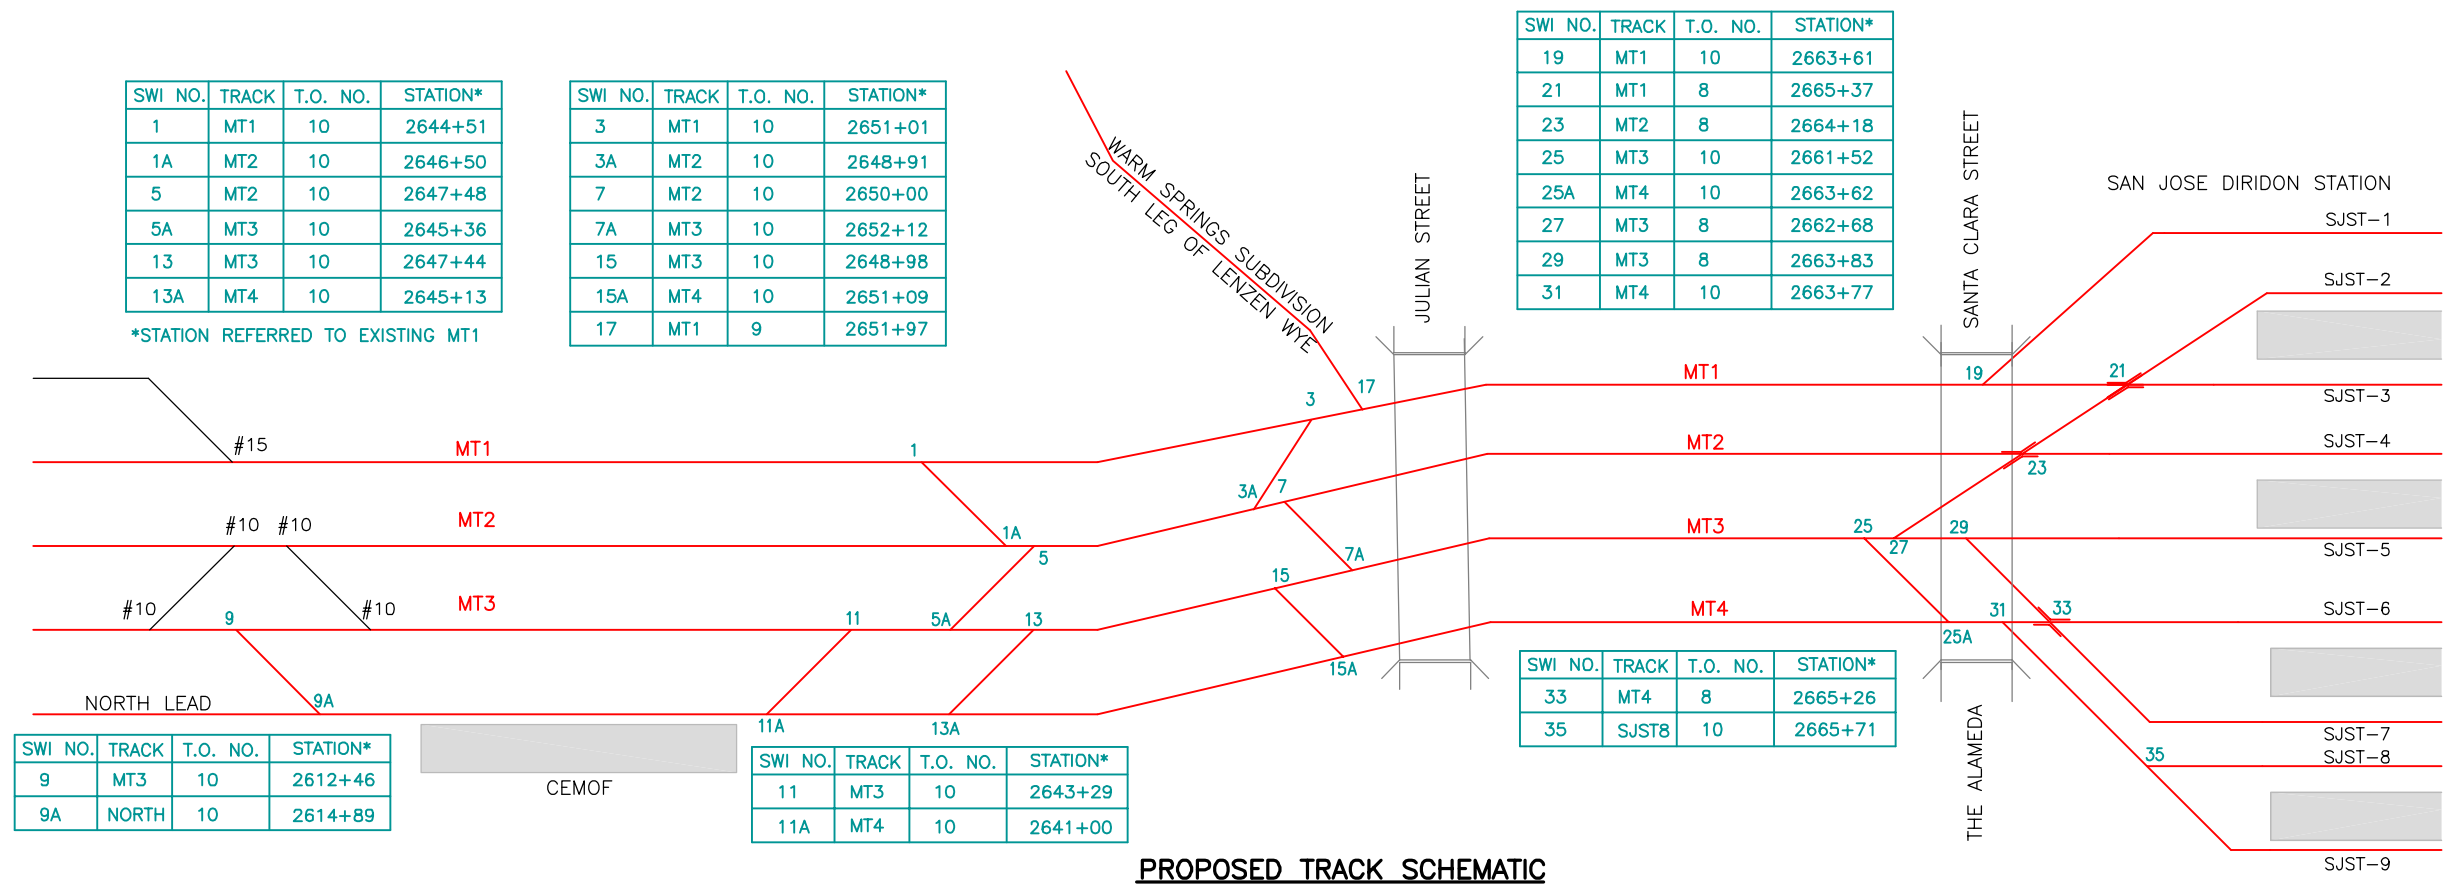 SWI NO. TRACK T.O. NO. STATION*
1 MT1 10 2644+51
1A MT2 10 2646+50
5 MT2 10 2647+48
5A MT3 10 2645+36
13 MT3 10 2647+44
13A MT4 10 2645+13
*STATION REFERRED TO EXISTING MT1
SWI NO. TRACK T.O. NO. STATION*
3 MT1 10 2651+01
3A MT2 10 2648+91
7 MT2 10 2650+00
7A MT3 10 2652+12
15 MT3 10 2648+98
15A MT4 10 2651+09
17 MT1 9 2651+97
SWI NO. TRACK T.O. NO. STATION*
19 MT1 10 2663+61
21 MT1 8 2665+37
23 MT2 8 2664+18
25 MT3 10 2661+52
25A MT4 10 2663+62
27 MT3 8 2662+68
29 MT3 8 2663+83
31 MT4 10 2663+77
WARM SPRINGS SUBDIVISION
SOUTH LEG OF LENZEN WYE
JULIAN STREET
SANTA CLARA STREET
SAN JOSE DIRIDON STATION
SJST-1
SJST-2
17
3
MT1
19
21
SJST-3
#15
MT1
1
MT2
SJST-4
23
3A
7
#10
#10
MT2
1A
5
7A
MT3
25
27
29
SJST-5
#10
#10
9
MT3
11
5A
13
15
MT4
31
33
SJST-6
25A
15A
NORTH LEAD
9A
11A
13A
SJST-7
35
SJST-8
SJST-9
THE ALAMEDA
CEMOF
SWI NO. TRACK T.O. NO. STATION*
9 MT3 10 2612+46
9A NORTH 10 2614+89
SWI NO. TRACK T.O. NO. STATION*
11 MT3 10 2643+29
11A MT4 10 2641+00
SWI NO. TRACK T.O. NO. STATION*
33 MT4 8 2665+26
35 SJST8 10 2665+71
PROPOSED TRACK SCHEMATIC